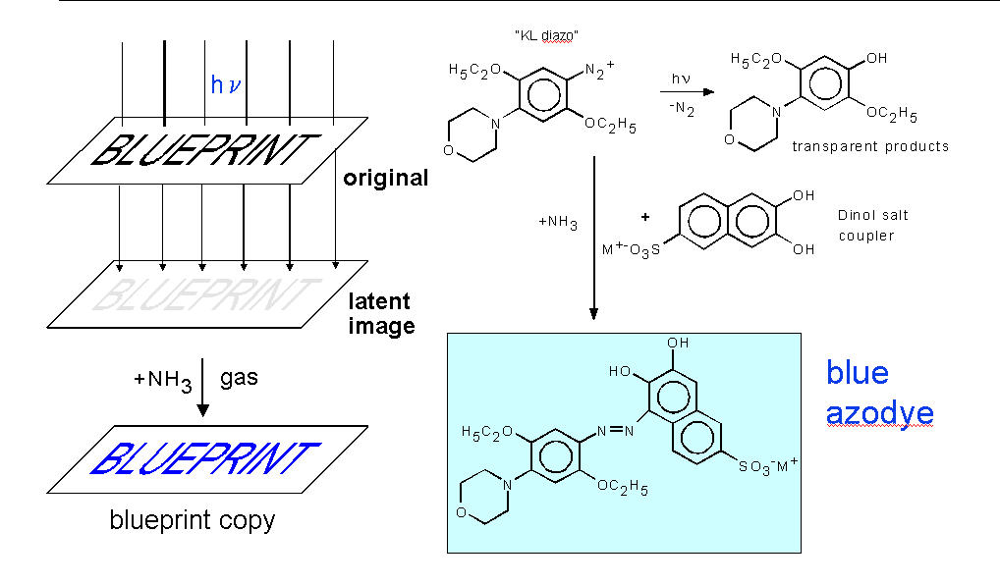 hν
BLUEPRINT
original
BLUEPRINT
latent
image
+NH3
gas
BLUEPRINT
blueprint copy
"KL diazo"
H5C2O
N2+
N
O
OC2H5
hν
-N2
H5C2O
OH
N
O
OC2H5
transparent products
+NH3
+
OH
OH
M+-O3S
Dinol salt
coupler
OH
HO
H5C2O
N=N
N
O
OC2H5
SO3-M+
blue
azodye